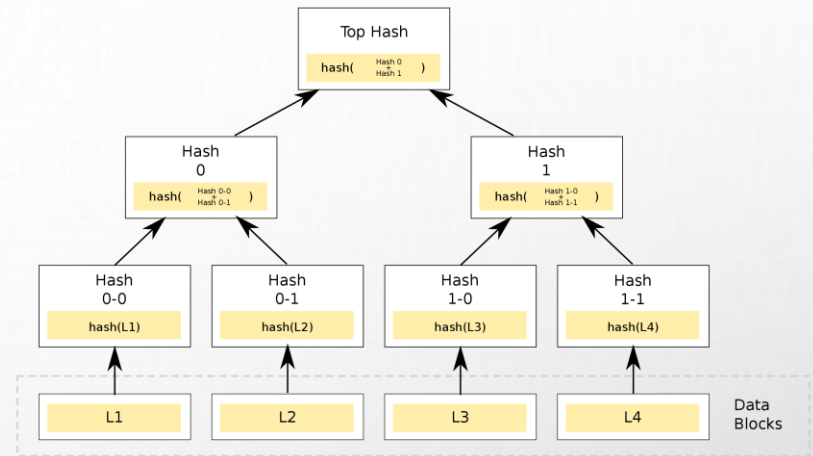 Top Hash
hash( Hash 0 + Hash 1 )
Hash
0
hash( Hash 0-0 + Hash 0-1 )
Hash
1
hash( Hash 1-0 + Hash 1-1 )
Hash
0-0
hash(L1)
Hash
0-1
hash(L2)
Hash
1-0
hash(L3)
Hash
1-1
hash(L4)
L1
L2
L3
L4
Data
Blocks